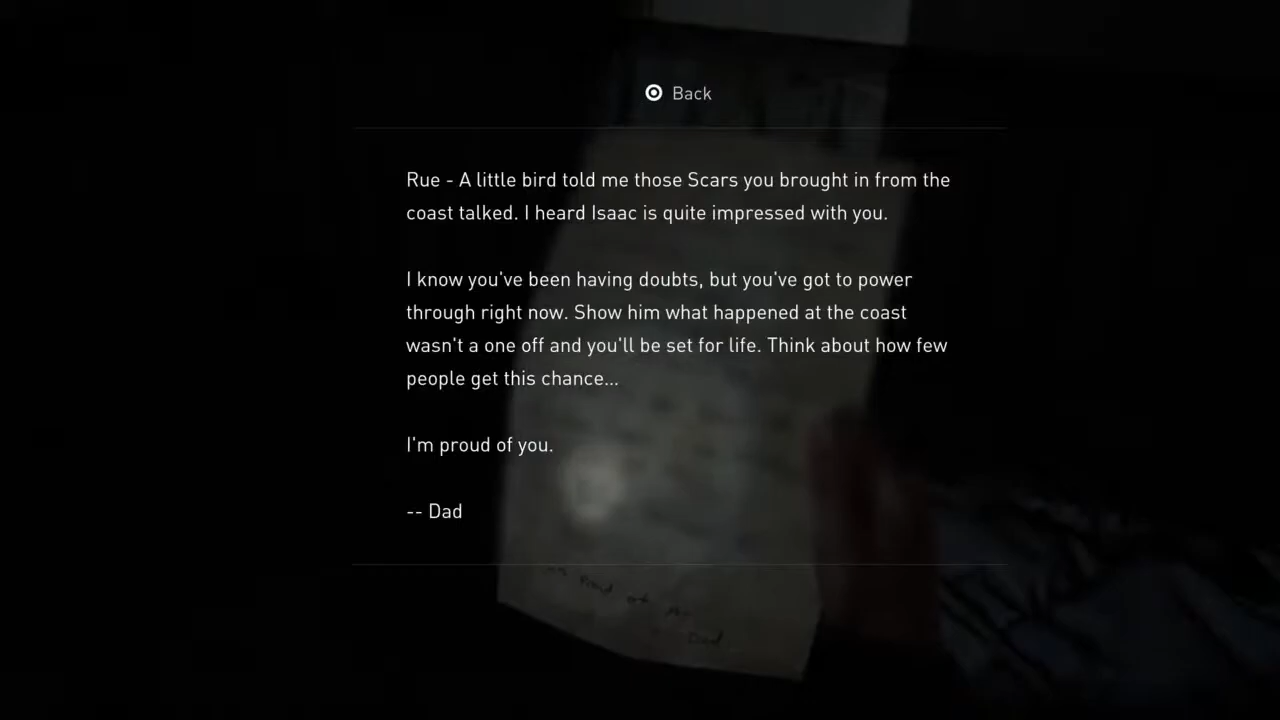 Back
Rue - A little bird told me those Scars you brought in from the
coast talked. I heard Isaac is quite impressed with you.
I know you've been having doubts, but you've got to power
through right now. Show him what happened at the coast
wasn't a one off and you'll be set for life. Think about how few
people get this chance...
I'm proud of you.
-- Dad
Dad